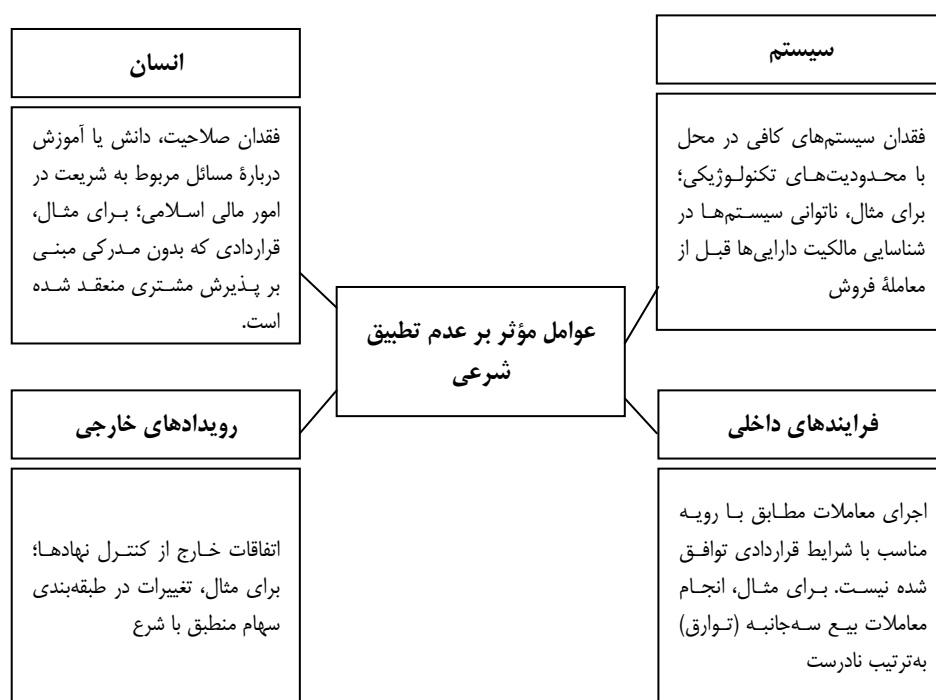 سیستم
فقدان سیستم‌های کافی در محل
با محدودیت‌های تکنولوژیکی؛
برای مثال، ناتوانی سیستم‌ها در
شناسایی مالکیت دارایی‌ها قبل از
معاملهٔ فروش
انسان
فقدان صلاحیت، دانش یا آموزش
دربارهٔ مسائل مربوط به شریعت در
امور مالی اسلامی؛ برای مثال،
قراردادی که بدون مدرکی مبنی
بر پذیرش مشتری منعقد شده
است.
عوامل مؤثر بر عدم تطبیق
شرعی
فرایندهای داخلی
اجرای معاملات مطابق با رویه
مناسب با شرایط قراردادی توافق
شده نیست. برای مثال، انجام
معاملات بیع سه‌جانبه (توارق)
به‌ترتیب نادرست
رویدادهای خارجی
اتفاقات خارج از کنترل نهادها؛
برای مثال، تغییرات در طبقه‌بندی
سهام منطبق با شرع